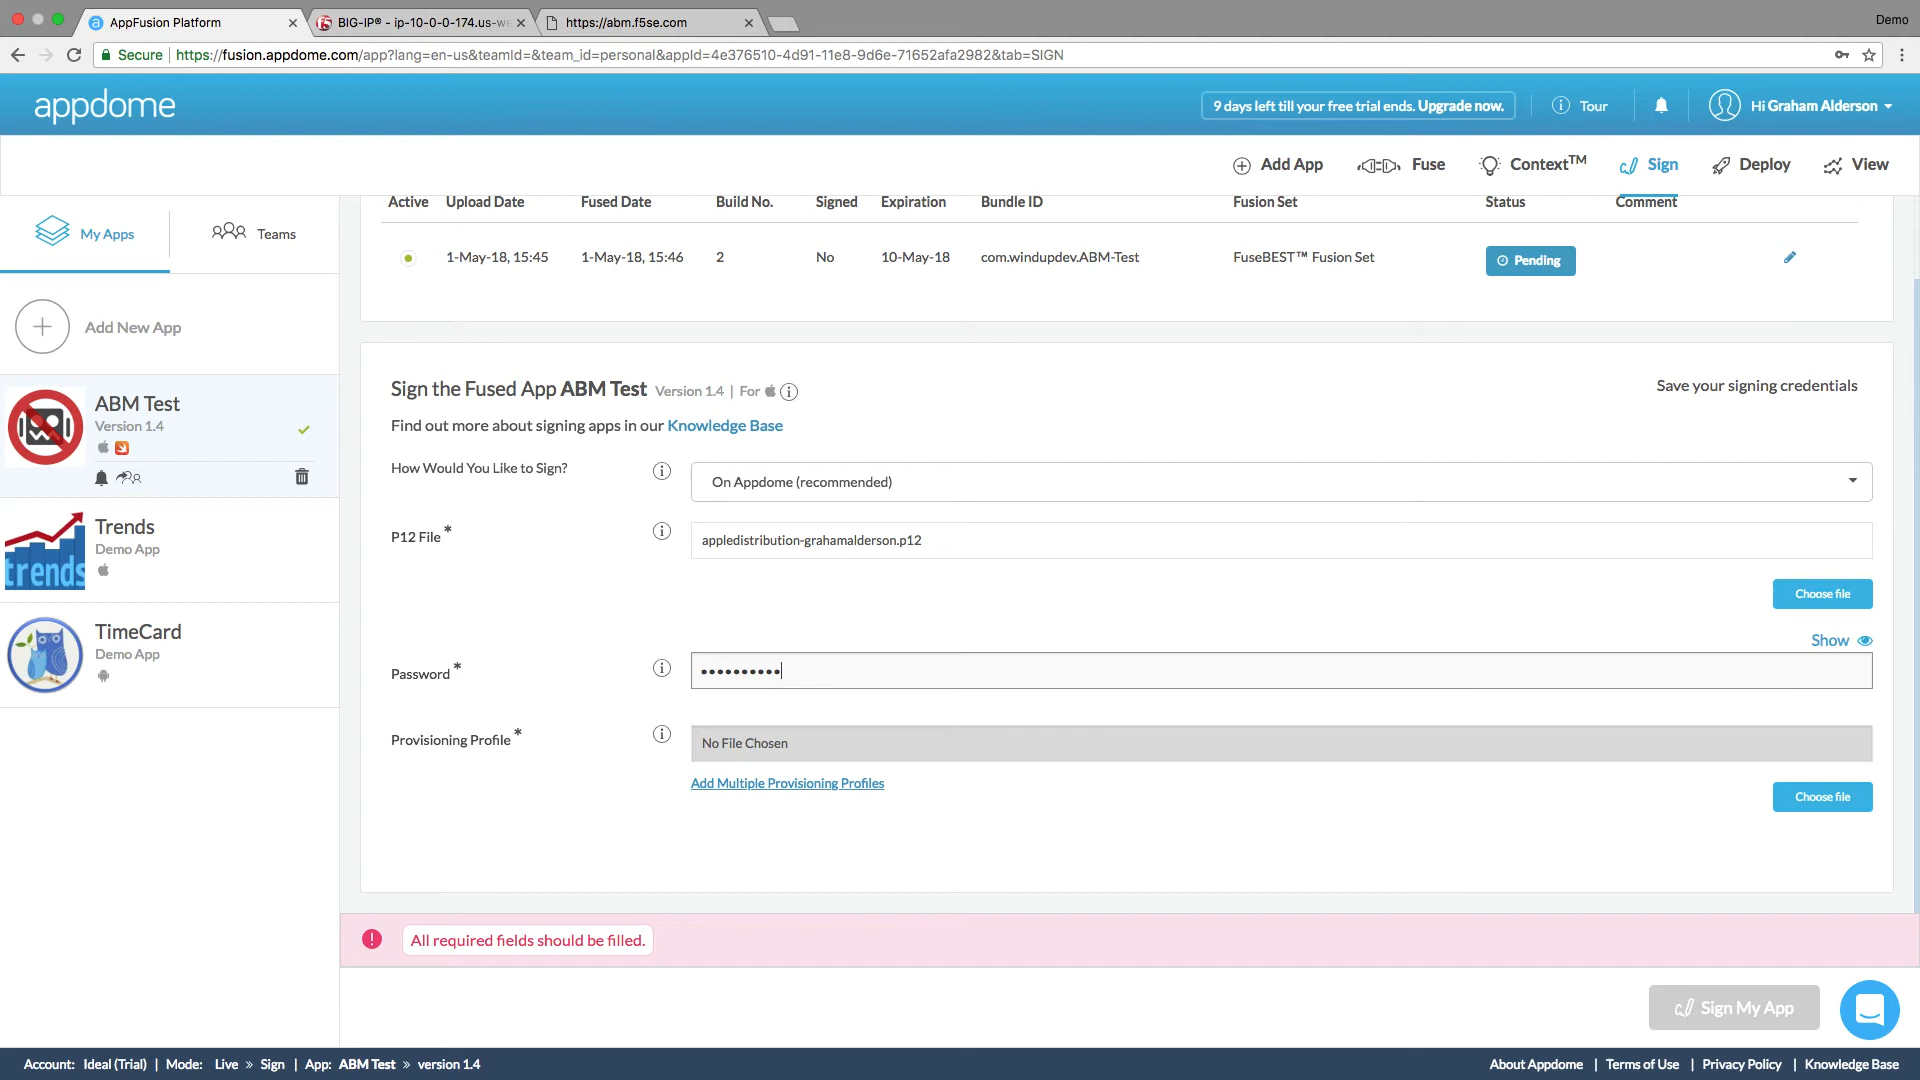 AppFusion Platform
BIG-IP® - ip-10-0-0-174.us-we
https://abm.f5se.com
Demo
Secure
https://fusion.appdome.com/app?lang=en-us&teamId=&team_id=personal&appId=4e376510-4d91-11e8-9d6e-71652afa2982&tab=SIGN
appdome
9 days left till your free trial ends. Upgrade now.
Tour
Hi Graham Alderson
Add App
Fuse
Context™
Sign
Deploy
View
My Apps
Teams
Add New App
ABM Test
Version 1.4
Trends
Demo App
trends
TimeCard
Demo App
Active Upload Date Fused Date Build No. Signed Expiration Bundle ID Fusion Set Status Comment
1-May-18, 15:45 1-May-18, 15:46 2 No 10-May-18 com.windupdev.ABM-Test FuseBEST™ Fusion Set Pending
Sign the Fused App ABM Test Version 1.4 | For
Save your signing credentials
Find out more about signing apps in our Knowledge Base
How Would You Like to Sign?
On Appdome (recommended)
P12 File *
appledistribution-grahamalderson.p12
Choose file
Show
Password *
••••••••••
Provisioning Profile *
No File Chosen
Add Multiple Provisioning Profiles
Choose file
! All required fields should be filled.
Sign My App
Account: Ideal (Trial) | Mode: Live » Sign | App: ABM Test » version 1.4
About Appdome | Terms of Use | Privacy Policy | Knowledge Base